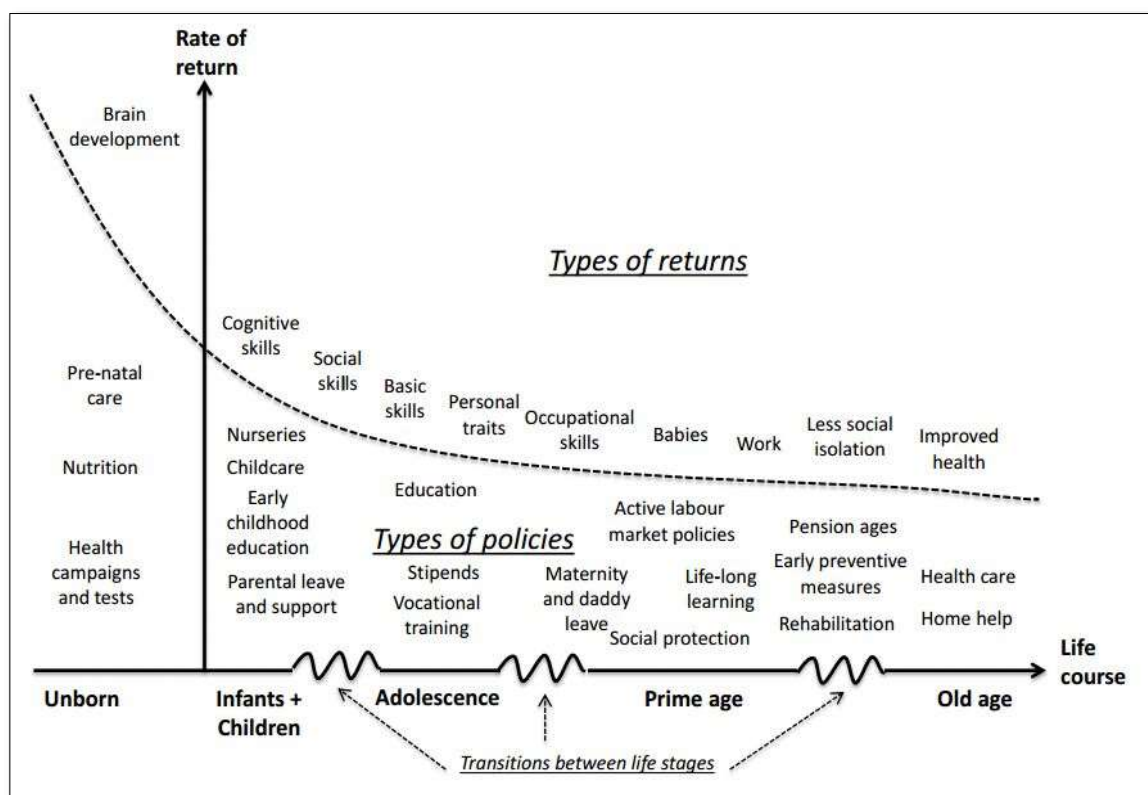 Rate of
return
Brain
development
Types of returns
Cognitive
skills
Social
skills
Basic
skills
Personal
traits
Occupational
skills
Babies
Work
Less social
isolation
Improved
health
Pre-natal
care
Nutrition
Health
campaigns
and tests
Nurseries
Childcare
Early
childhood
education
Parental leave
and support
Education
Types of policies
Stipends
Vocational
training
Maternity
and daddy
leave
Active labour
market policies
Life-long
learning
Social protection
Pension ages
Early preventive
measures
Rehabilitation
Health care
Home help
Life
course
Unborn
Infants +
Children
Adolescence
Prime age
Old age
Transitions between life stages